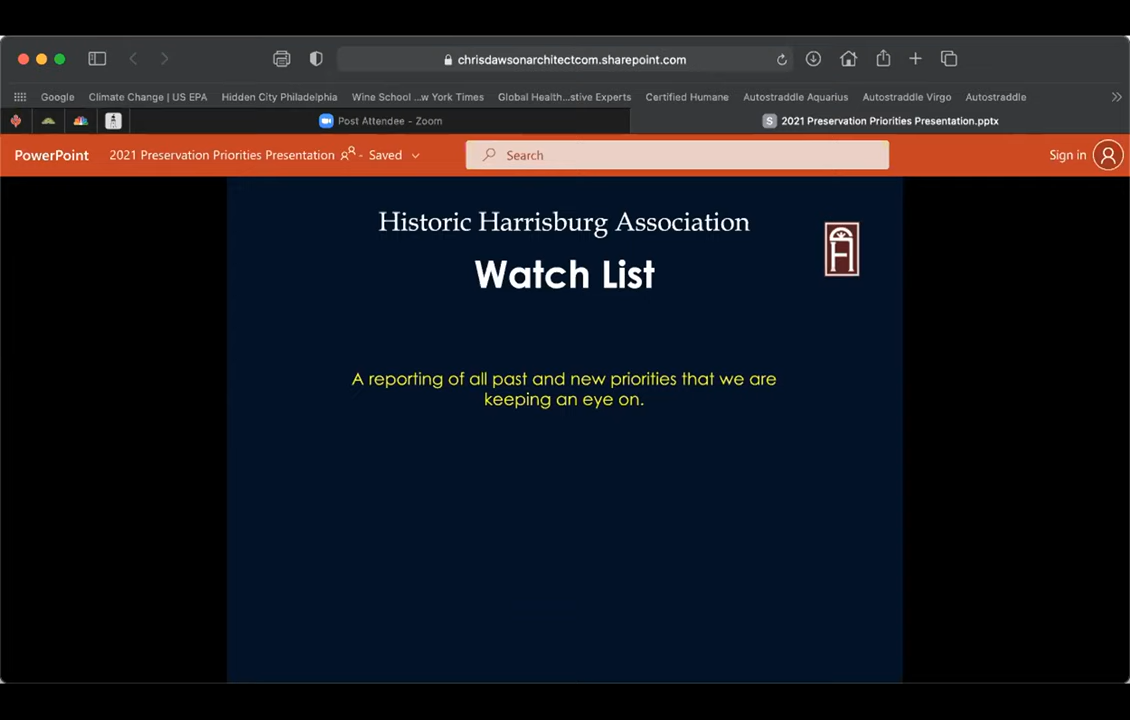 chrisdawsonarchitectcom.sharepoint.com
Google Climate Change | US EPA Hidden City Philadelphia Wine School ...w York Times Global Health...stive Experts Certified Humane Autostraddle Aquarius Autostraddle Virgo Autostraddle
Post Attendee - Zoom S 2021 Preservation Priorities Presentation.pptx
PowerPoint 2021 Preservation Priorities Presentation - Saved Search Sign in
Historic Harrisburg Association
H
Watch List
A reporting of all past and new priorities that we are
keeping an eye on.